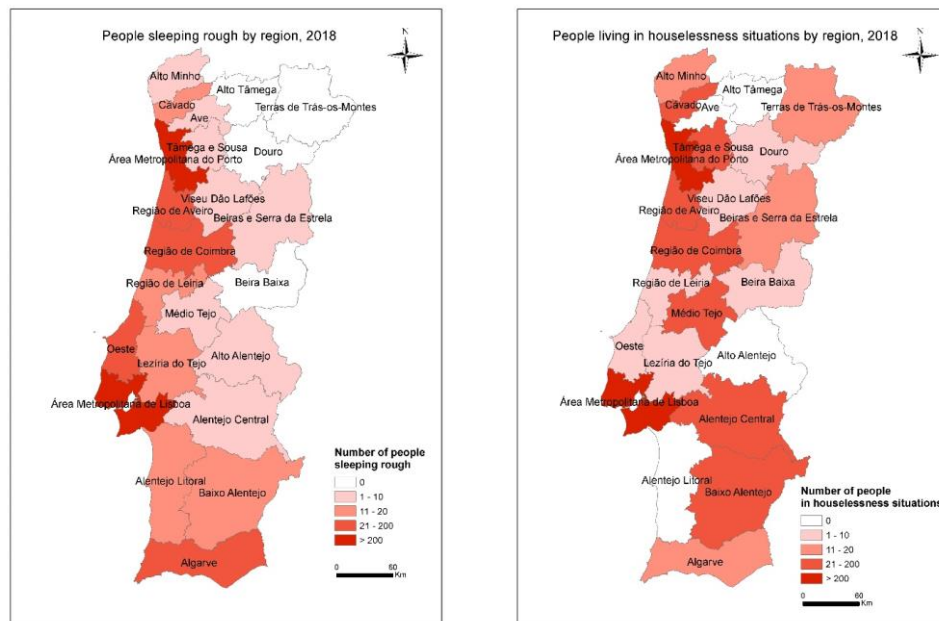 People sleeping rough by region, 2018
N
Alto Minho
Alto Tâmega
Terras de Trás-os-Montes
Cávado
Ave
Tâmega e Sousa
Área Metropolitana do Porto
Douro
Viseu Dão Lafões
Região de Aveiro
Beiras e Serra da Estrela
Região de Coimbra
Beira Baixa
Região de Leiria
Médio Tejo
Oeste
Lezíria do Tejo
Alto Alentejo
Área Metropolitana de Lisboa
Alentejo Central
Alentejo Litoral
Baixo Alentejo
Algarve
Number of people
sleeping rough
0
1 - 10
11 - 20
21 - 200
> 200
0 60
Km
People living in houselessness situations by region, 2018
N
Alto Minho
Alto Tâmega
Terras de Trás-os-Montes
Cávado
Ave
Tâmega e Sousa
Área Metropolitana do Porto
Douro
Viseu Dão Lafões
Região de Aveiro
Beiras e Serra da Estrela
Região de Coimbra
Beira Baixa
Região de Leiria
Médio Tejo
Oeste
Lezíria do Tejo
Alto Alentejo
Área Metropolitana de Lisboa
Alentejo Central
Alentejo Litoral
Baixo Alentejo
Algarve
Number of people
in houselessness situations
0
1 - 10
11 - 20
21 - 200
> 200
0 60
Km